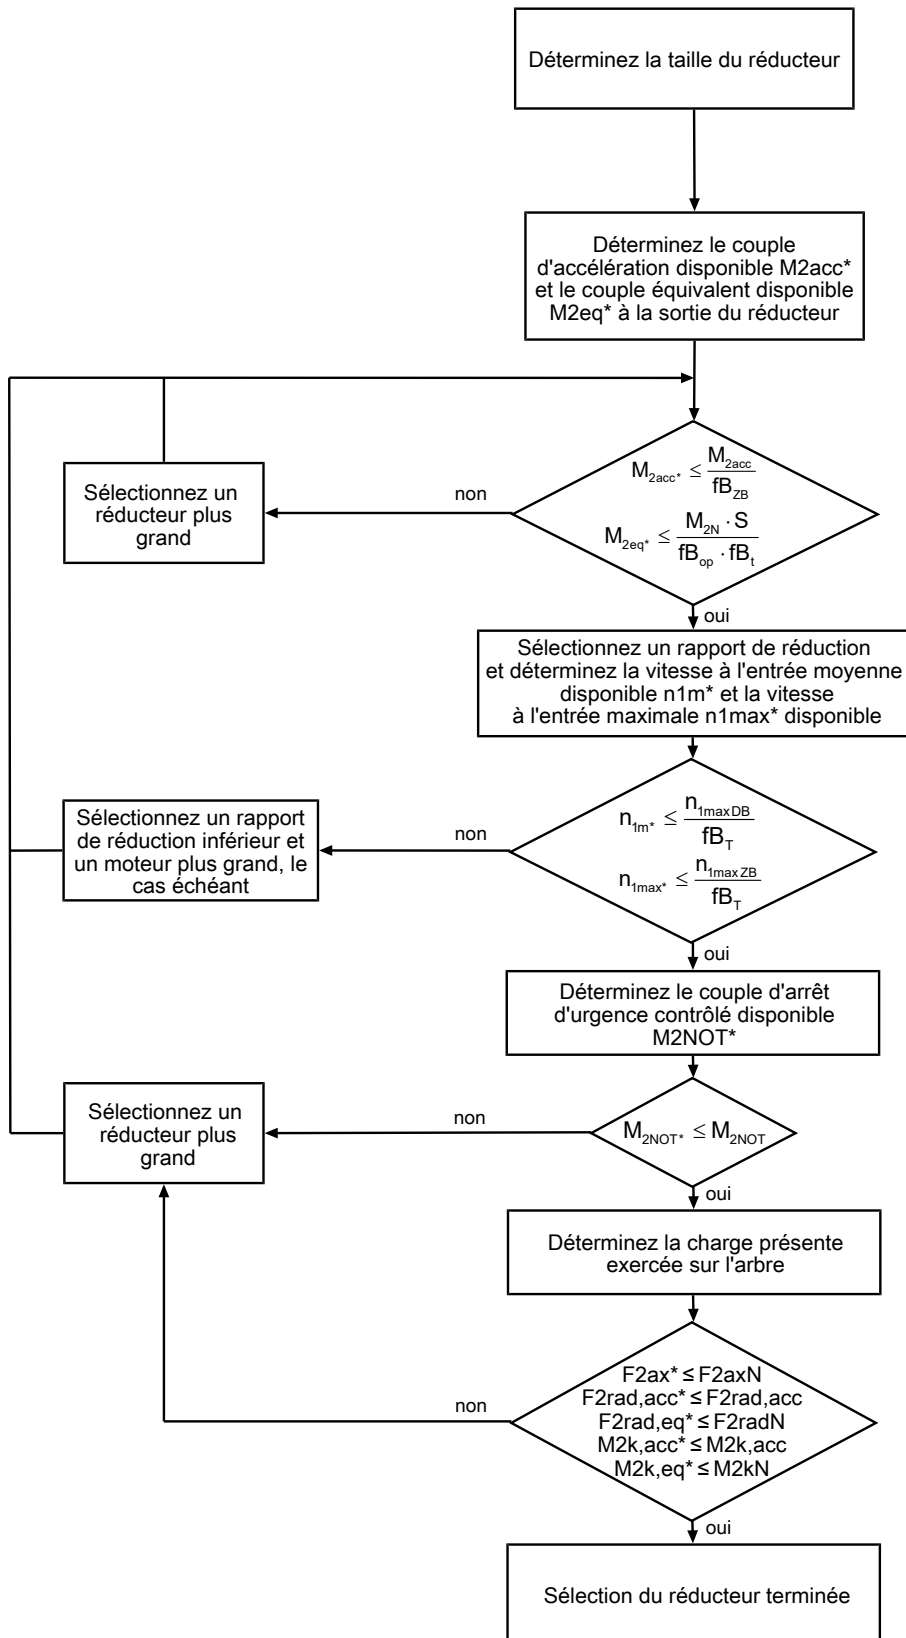 Déterminez la taille du réducteur
Déterminez le couple
d'accélération disponible M2acc*
et le couple équivalent disponible
M2eq* à la sortie du réducteur
M₂acc* ≤ M₂acc / fB_ZB
M₂eq* ≤ M₂N · S / fB_op · fB_t
non
Sélectionnez un
réducteur plus
grand
oui
Sélectionnez un rapport de réduction
et déterminez la vitesse à l'entrée moyenne
disponible n1m* et la vitesse
à l'entrée maximale n1max* disponible
n₁m* ≤ n₁maxDB / fB_T
n₁max* ≤ n₁maxZB / fB_T
non
Sélectionnez un rapport
de réduction inférieur et
un moteur plus grand, le
cas échéant
oui
Déterminez le couple d'arrêt
d'urgence contrôlé disponible
M2NOT*
M₂NOT* ≤ M₂NOT
non
Sélectionnez un
réducteur plus
grand
oui
Déterminez la charge présente
exercée sur l'arbre
F2ax* ≤ F2axN
F2rad,acc* ≤ F2rad,acc
F2rad,eq* ≤ F2radN
M2k,acc* ≤ M2k,acc
M2k,eq* ≤ M2kN
non
oui
Sélection du réducteur terminée